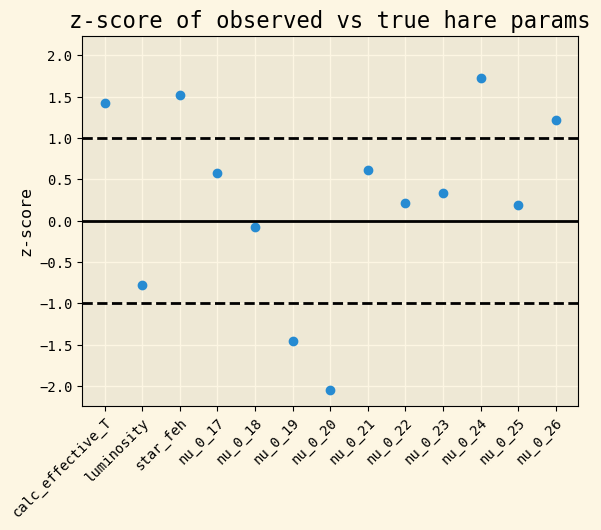 z-score of observed vs true hare params
z-score
2.0
1.5
1.0
0.5
0.0
−0.5
−1.0
−1.5
−2.0
calc_effective_T
luminosity
star_feh
nu_0_17
nu_0_18
nu_0_19
nu_0_20
nu_0_21
nu_0_22
nu_0_23
nu_0_24
nu_0_25
nu_0_26